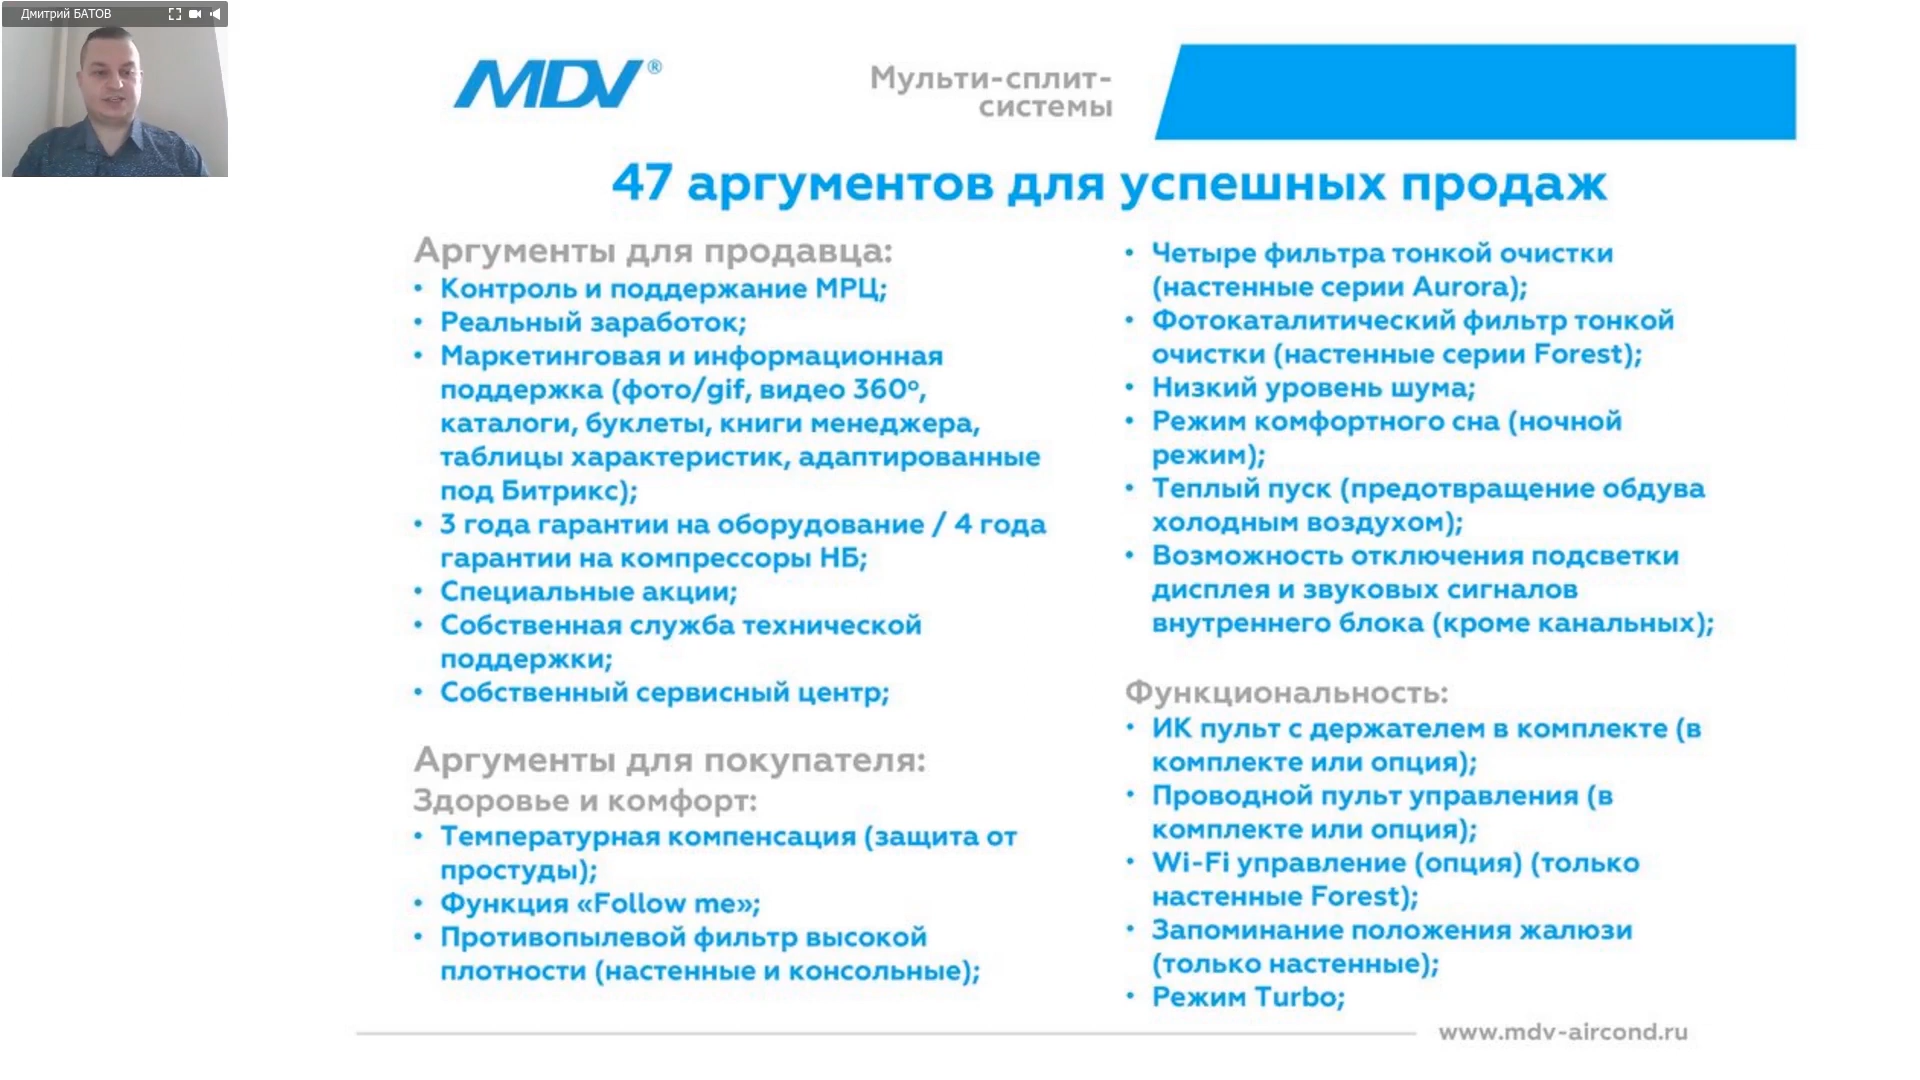 Дмитрий БАТОВ
MDV®
Мульти-сплит-
системы
47 аргументов для успешных продаж
Аргументы для продавца:
• Контроль и поддержание МРЦ;
• Реальный заработок;
• Маркетинговая и информационная
поддержка (фото/gif, видео 360°,
каталоги, буклеты, книги менеджера,
таблицы характеристик, адаптированные
под Битрикс);
• 3 года гарантии на оборудование / 4 года
гарантии на компрессоры НБ;
• Специальные акции;
• Собственная служба технической
поддержки;
• Собственный сервисный центр;
Аргументы для покупателя:
Здоровье и комфорт:
• Температурная компенсация (защита от
простуды);
• Функция «Follow me»;
• Противопылевой фильтр высокой
плотности (настенные и консольные);
• Четыре фильтра тонкой очистки
(настенные серии Aurora);
• Фотокаталитический фильтр тонкой
очистки (настенные серии Forest);
• Низкий уровень шума;
• Режим комфортного сна (ночной
режим);
• Теплый пуск (предотвращение обдува
холодным воздухом);
• Возможность отключения подсветки
дисплея и звуковых сигналов
внутреннего блока (кроме канальных);
Функциональность:
• ИК пульт с держателем в комплекте (в
комплекте или опция);
• Проводной пульт управления (в
комплекте или опция);
• Wi-Fi управление (опция) (только
настенные Forest);
• Запоминание положения жалюзи
(только настенные);
• Режим Turbo;
www.mdv-aircond.ru